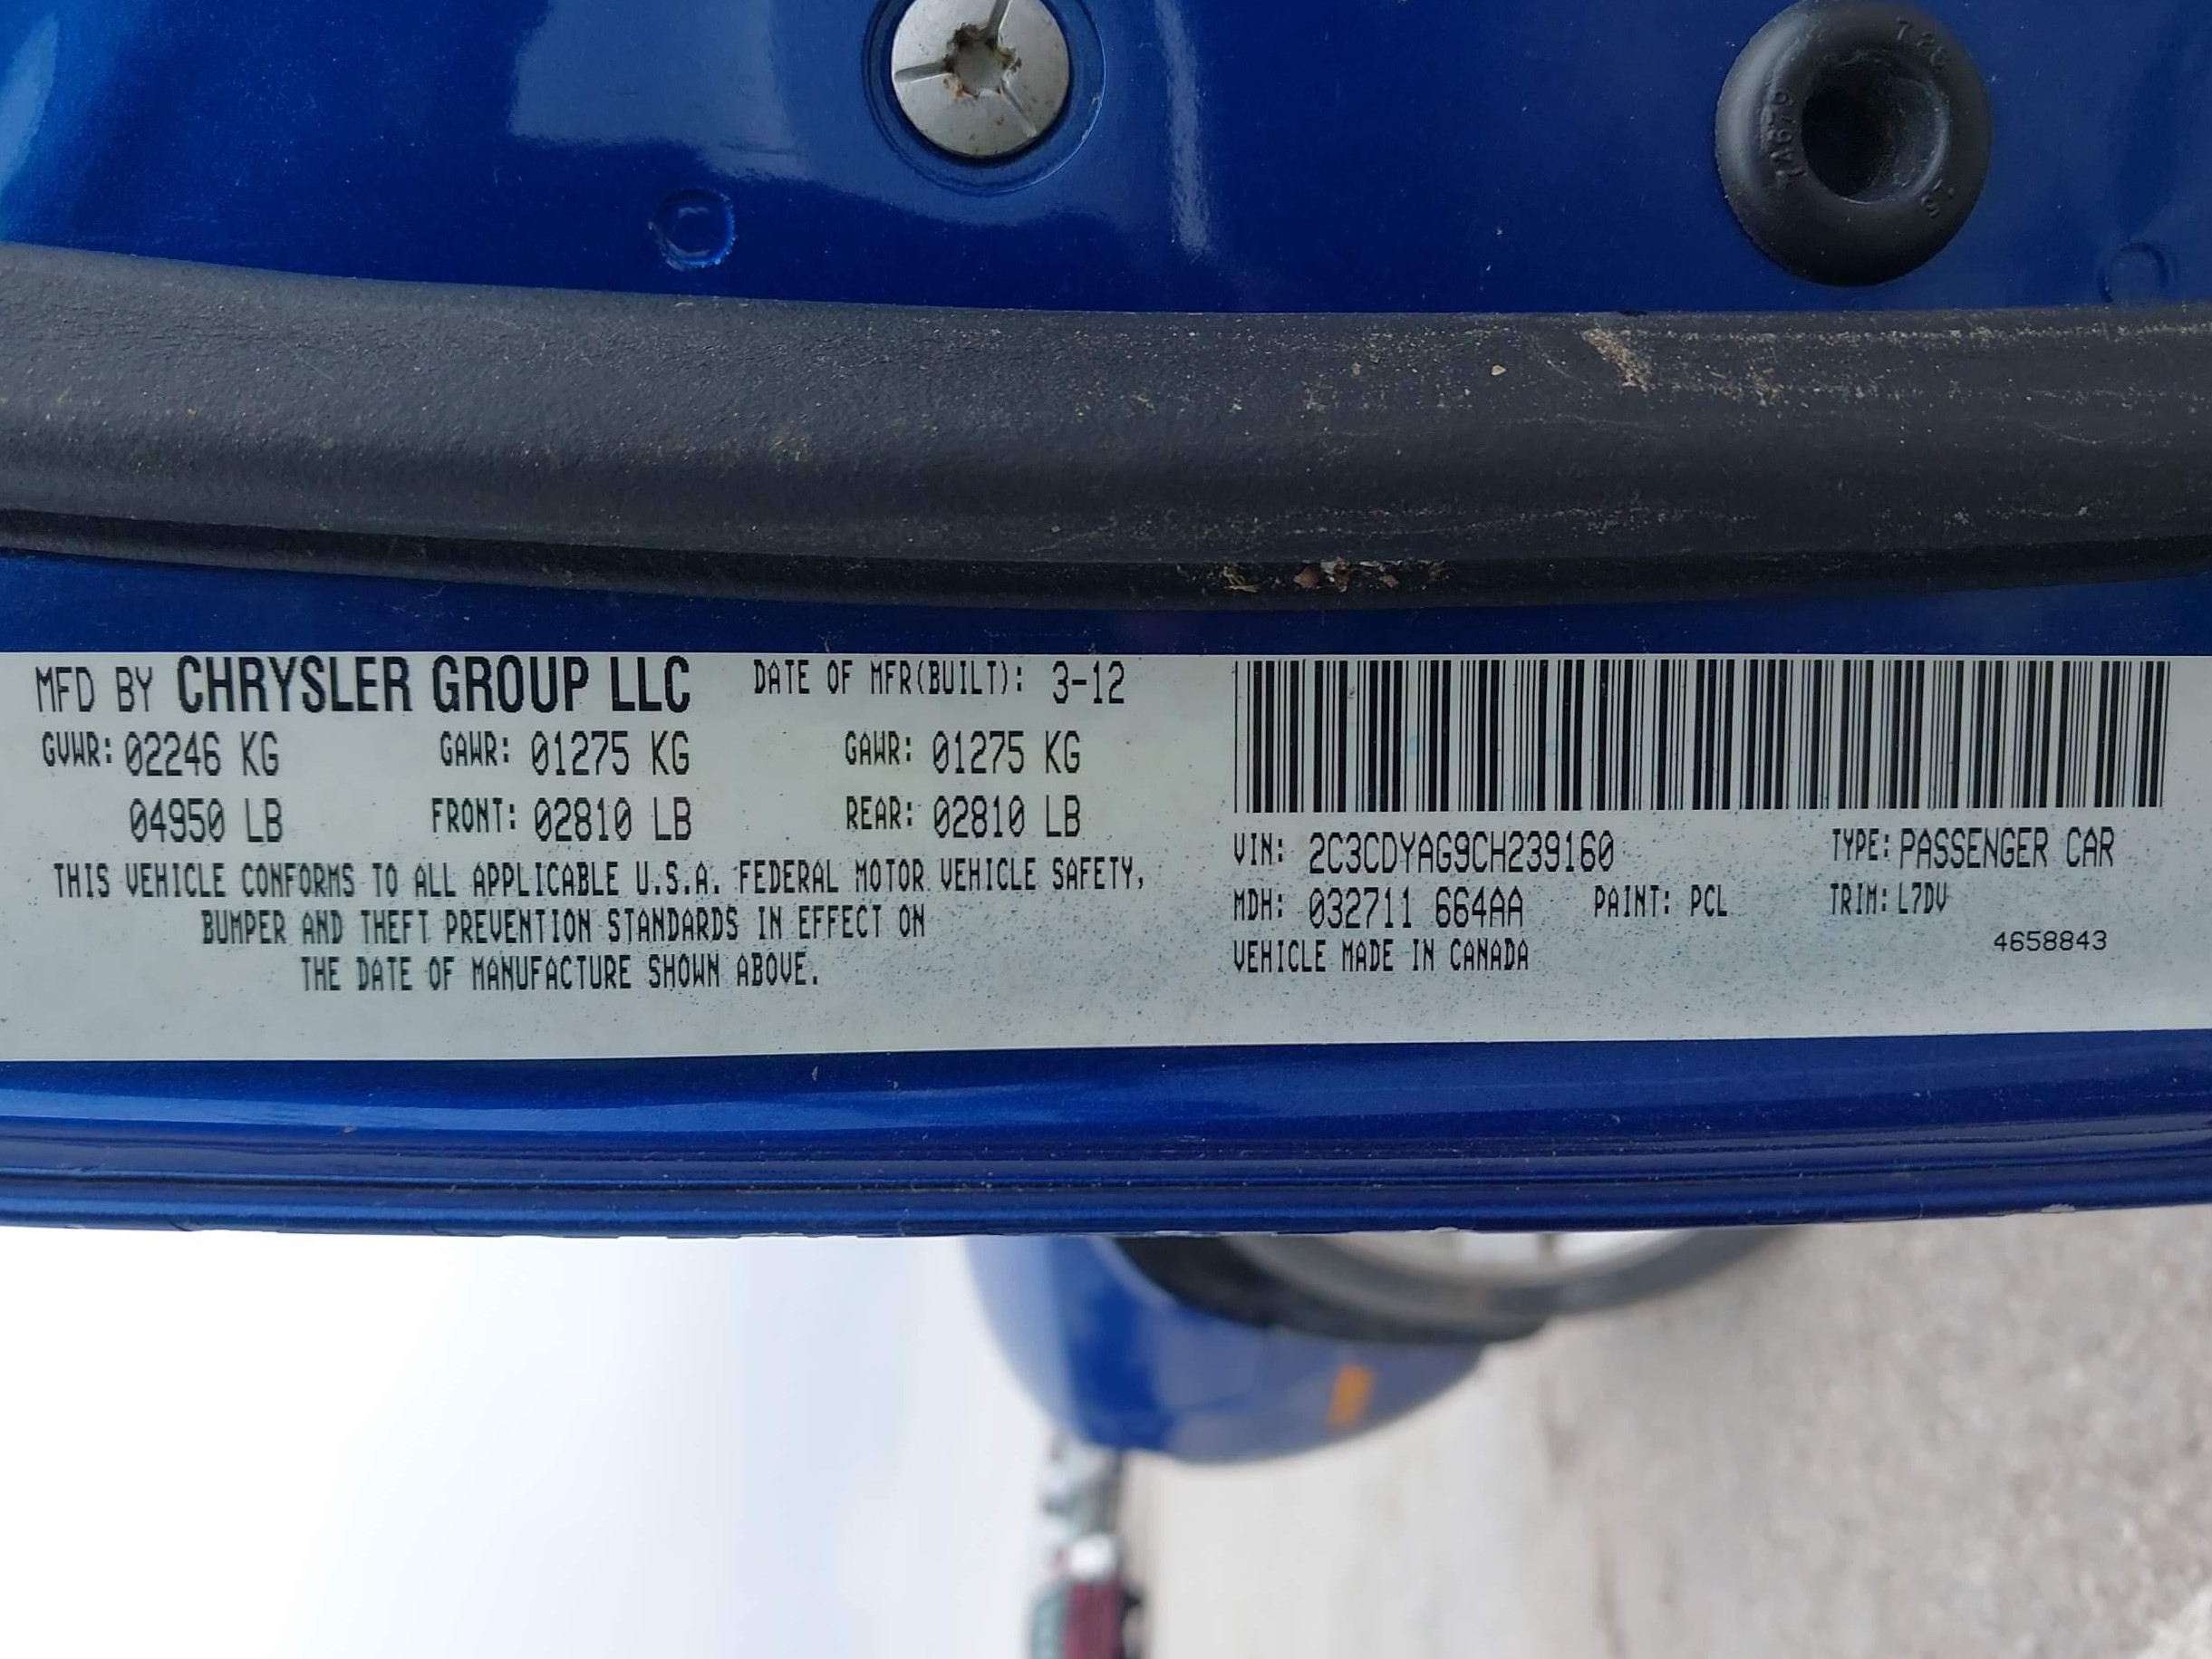 MFD BY CHRYSLER GROUP LLC DATE OF MFR(BUILT): 3-12
GVWR: 02246 KG GAWR: 01275 KG GAWR: 01275 KG
04950 LB FRONT: 02810 LB REAR: 02810 LB
THIS VEHICLE CONFORMS TO ALL APPLICABLE U.S.A. FEDERAL MOTOR VEHICLE SAFETY,
BUMPER AND THEFT PREVENTION STANDARDS IN EFFECT ON
THE DATE OF MANUFACTURE SHOWN ABOVE.
VIN: 2C3CDYAG9CH239160 TYPE: PASSENGER CAR
MDH: 032711 664AA PAINT: PCL TRIM: L7DV
VEHICLE MADE IN CANADA 4658843